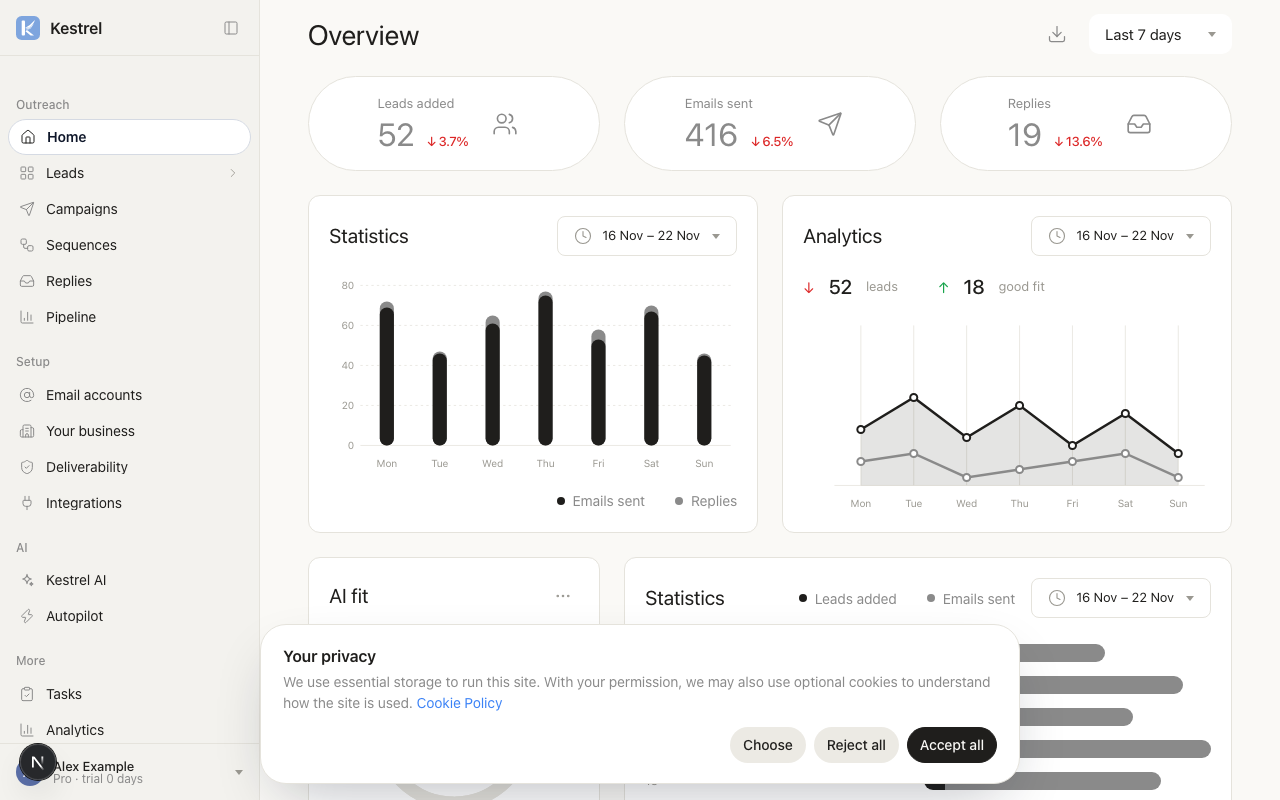 Kestrel
Outreach
Home
Leads
Campaigns
Sequences
Replies
Pipeline
Setup
Email accounts
Your business
Deliverability
Integrations
AI
Kestrel AI
Autopilot
More
Tasks
Analytics
N
Alex Example
Pro · trial 0 days
Overview
Last 7 days
Leads added
52 3.7%
Emails sent
416 6.5%
Replies
19 13.6%
Statistics
16 Nov – 22 Nov
80
60
40
20
0
Mon Tue Wed Thu Fri Sat Sun
Emails sent Replies
Analytics
16 Nov – 22 Nov
52 leads 18 good fit
Mon Tue Wed Thu Fri Sat Sun
AI fit
Statistics
Leads added Emails sent
16 Nov – 22 Nov
Your privacy
We use essential storage to run this site. With your permission, we may also use optional cookies to understand
how the site is used. Cookie Policy
Choose Reject all Accept all